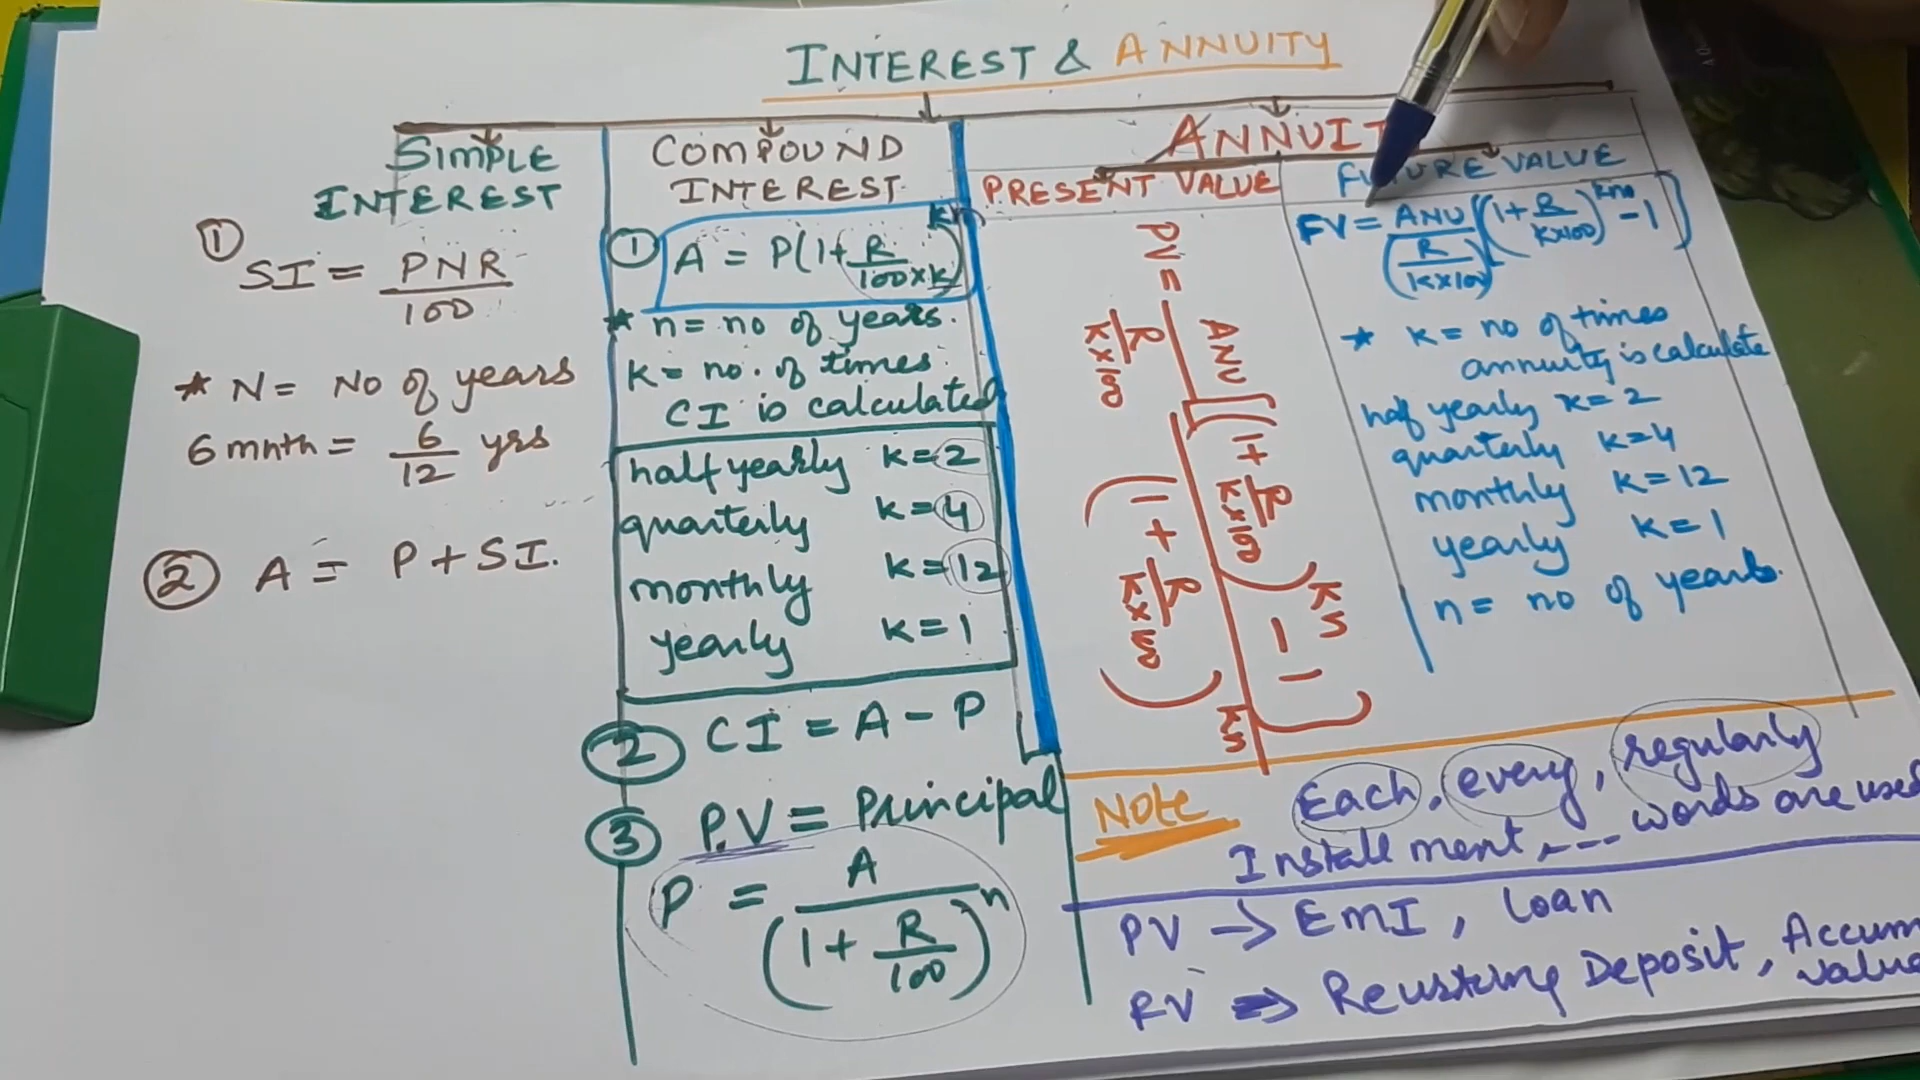 INTEREST & ANNUITY
SIMPLE
INTEREST
① SI = PNR
100
* N = NO of years
6 mnth = 6/12 yrs
② A = P + SI.
COMPOUND
INTEREST
① A = P(1+ R/100×k)^kn
* n = no of years.
k = no. of times
CI is calculated
half yearly k=2
quarterly k=4
monthly k=12
yearly k=1
② CI = A - P
③ P.V = Principal
P = A
(1+ R/100)^n
ANNUIT
PRESENT VALUE
PV = ANU[(1+ R/k×100)^kn - 1]
R/k×100 (1+ R/k×100)^kn
FUTURE VALUE
FV = ANU/(R/k×100) [(1+ R/k×100)^kn - 1]
* k = no of times
annuity is calculate
half yearly k=2
quarterly k=4
monthly k=12
yearly k=1
n = no of years.
Note Each, every, regularly
Installment, --- words are used
PV → EMI, Loan
FV ⇒ Recurring Deposit, Accum
value